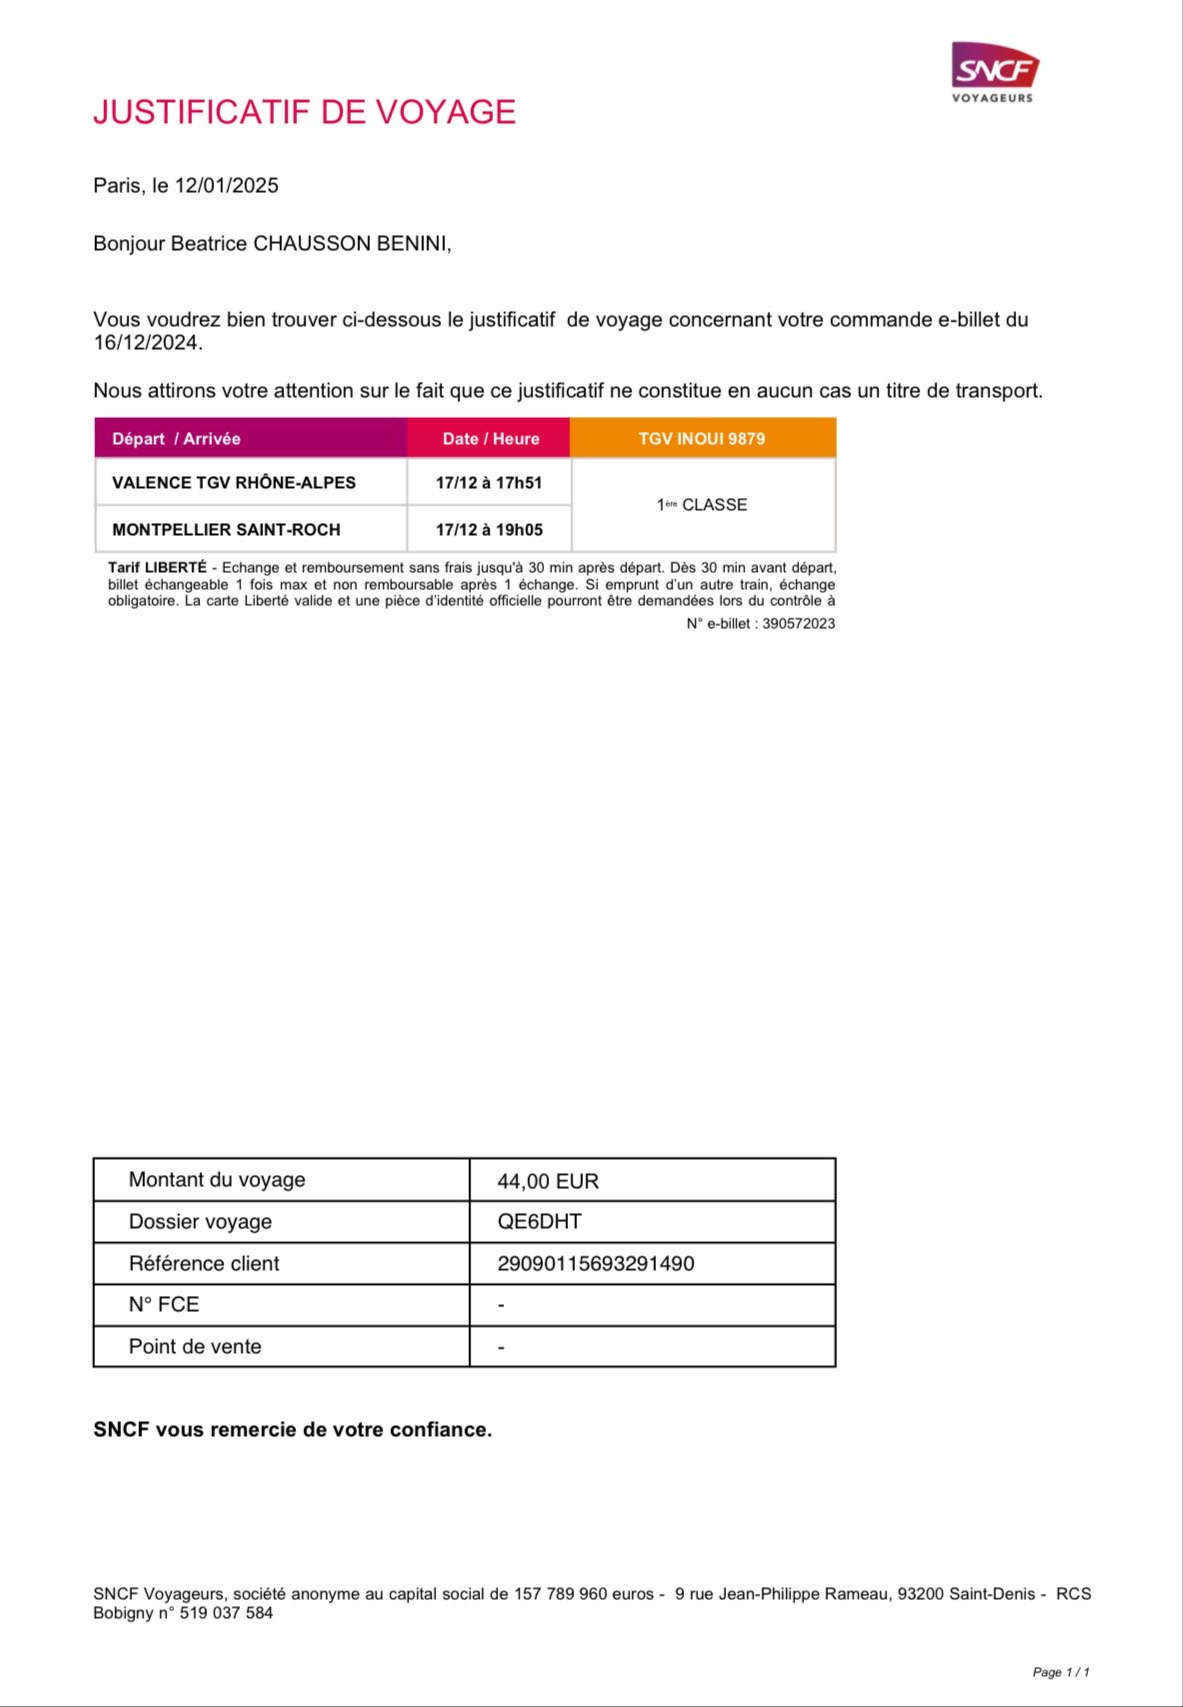 SNCF
VOYAGEURS
JUSTIFICATIF DE VOYAGE
Paris, le 12/01/2025
Bonjour Beatrice CHAUSSON BENINI,
Vous voudrez bien trouver ci-dessous le justificatif  de voyage concernant votre commande e-billet du
16/12/2024.
Nous attirons votre attention sur le fait que ce justificatif ne constitue en aucun cas un titre de transport.
Départ  / Arrivée Date / Heure TGV INOUI 9879
VALENCE TGV RHÔNE-ALPES 17/12 à 17h51
1ère CLASSE
MONTPELLIER SAINT-ROCH 17/12 à 19h05
Tarif LIBERTÉ - Echange et remboursement sans frais jusqu'à 30 min après départ. Dès 30 min avant départ,
billet échangeable 1 fois max et non remboursable après 1 échange. Si emprunt d'un autre train, échange
obligatoire. La carte Liberté valide et une pièce d'identité officielle pourront être demandées lors du contrôle à
N° e-billet : 390572023
Montant du voyage 44,00 EUR
Dossier voyage QE6DHT
Référence client 29090115693291490
N° FCE -
Point de vente -
SNCF vous remercie de votre confiance.
SNCF Voyageurs, société anonyme au capital social de 157 789 960 euros -  9 rue Jean-Philippe Rameau, 93200 Saint-Denis -  RCS
Bobigny n° 519 037 584
Page 1 / 1